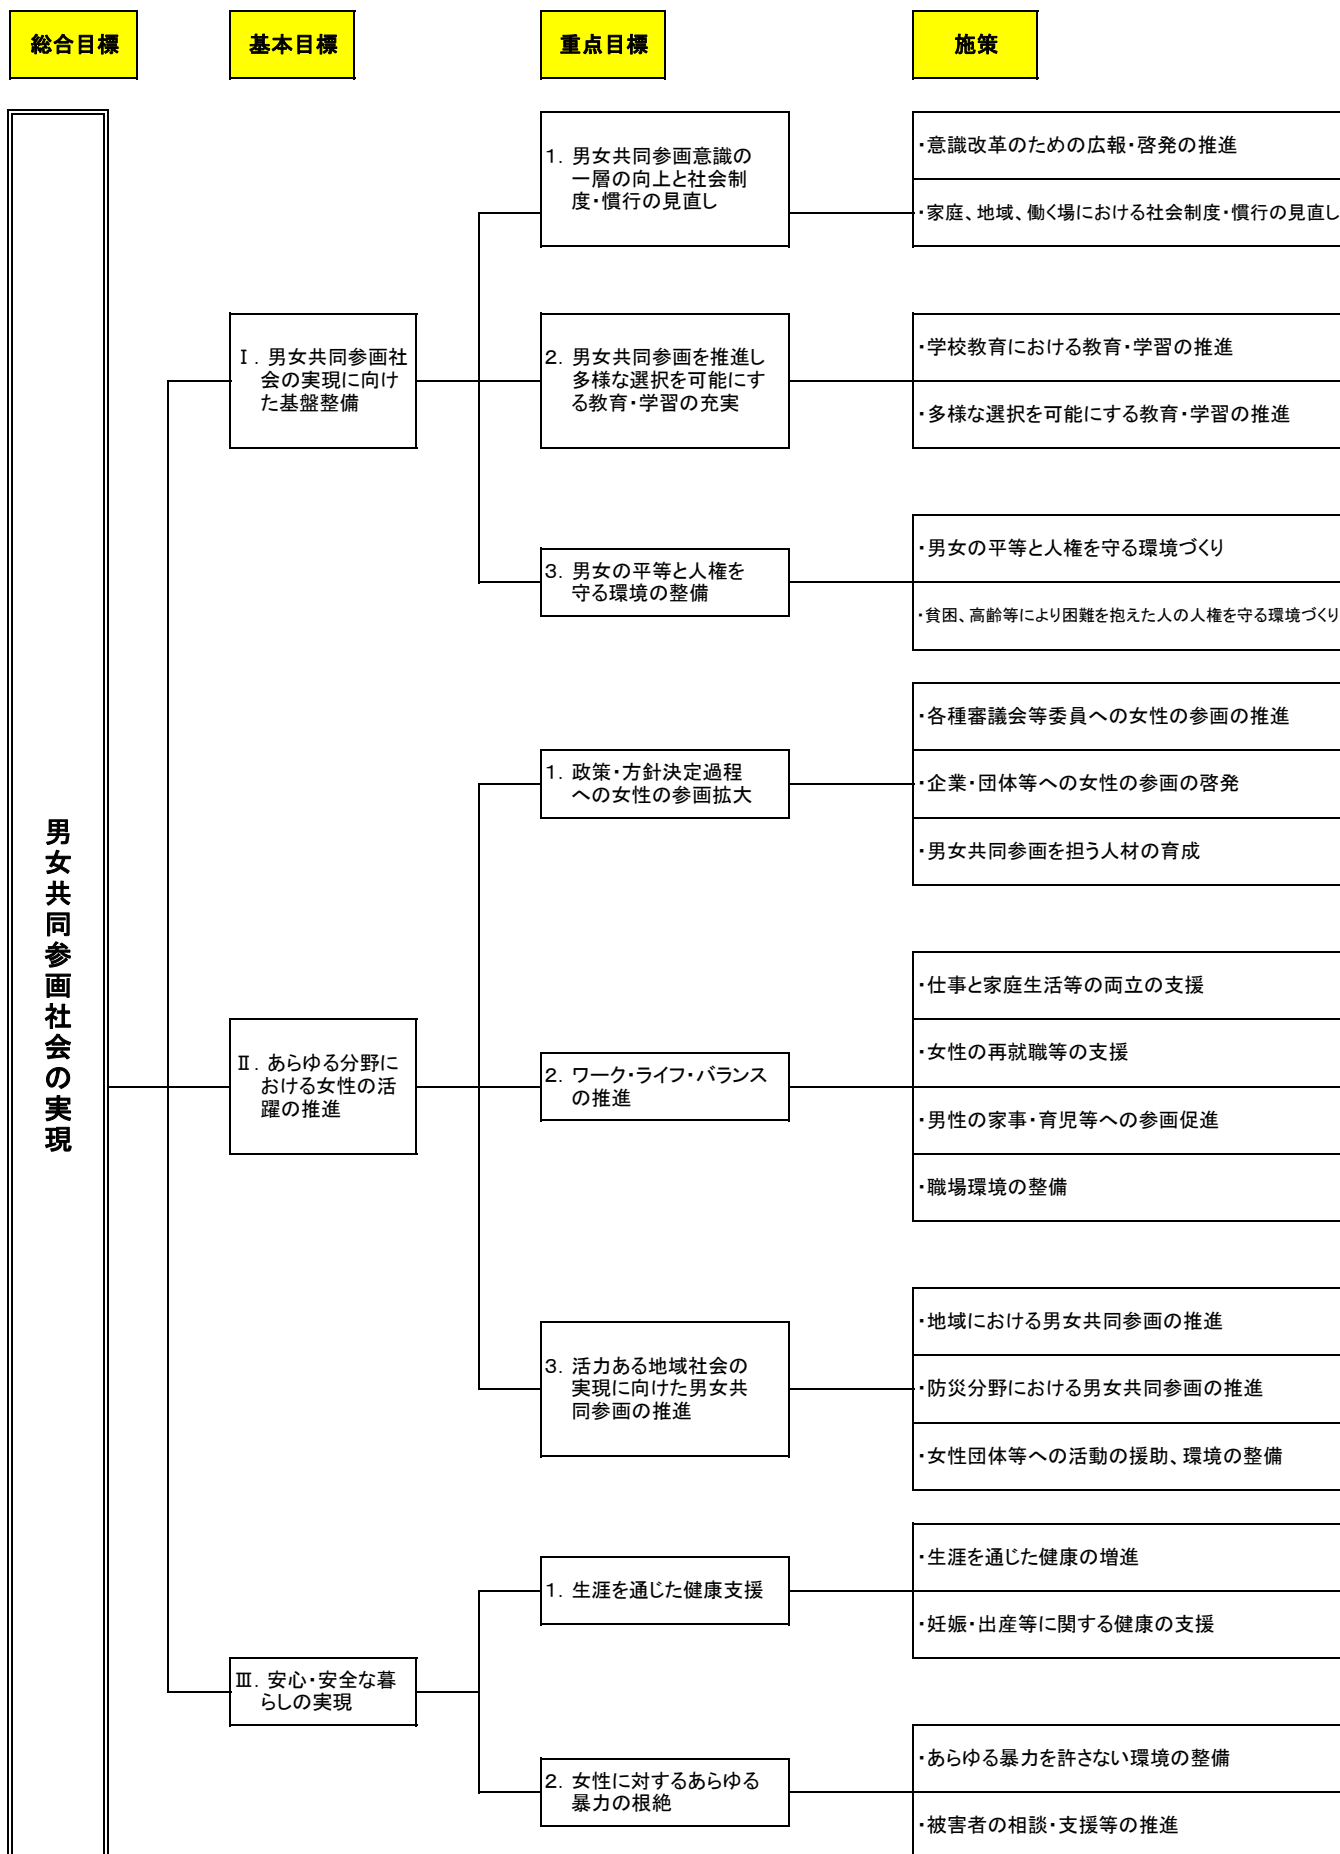 総合目標
基本目標
重点目標
施策
男女共同参画社会の実現
Ⅰ．男女共同参画社
会の実現に向け
た基盤整備
1．男女共同参画意識の
一層の向上と社会制
度・慣行の見直し
・意識改革のための広報・啓発の推進
・家庭、地域、働く場における社会制度・慣行の見直し
2．男女共同参画を推進し
多様な選択を可能にす
る教育・学習の充実
・学校教育における教育・学習の推進
・多様な選択を可能にする教育・学習の推進
3．男女の平等と人権を
守る環境の整備
・男女の平等と人権を守る環境づくり
・貧困、高齢等により困難を抱えた人の人権を守る環境づくり
Ⅱ．あらゆる分野に
おける女性の活
躍の推進
1．政策・方針決定過程
への女性の参画拡大
・各種審議会等委員への女性の参画の推進
・企業・団体等への女性の参画の啓発
・男女共同参画を担う人材の育成
2．ワーク・ライフ・バランス
の推進
・仕事と家庭生活等の両立の支援
・女性の再就職等の支援
・男性の家事・育児等への参画促進
・職場環境の整備
3．活力ある地域社会の
実現に向けた男女共
同参画の推進
・地域における男女共同参画の推進
・防災分野における男女共同参画の推進
・女性団体等への活動の援助、環境の整備
Ⅲ．安心・安全な暮
らしの実現
1．生涯を通じた健康支援
・生涯を通じた健康の増進
・妊娠・出産等に関する健康の支援
2．女性に対するあらゆる
暴力の根絶
・あらゆる暴力を許さない環境の整備
・被害者の相談・支援等の推進